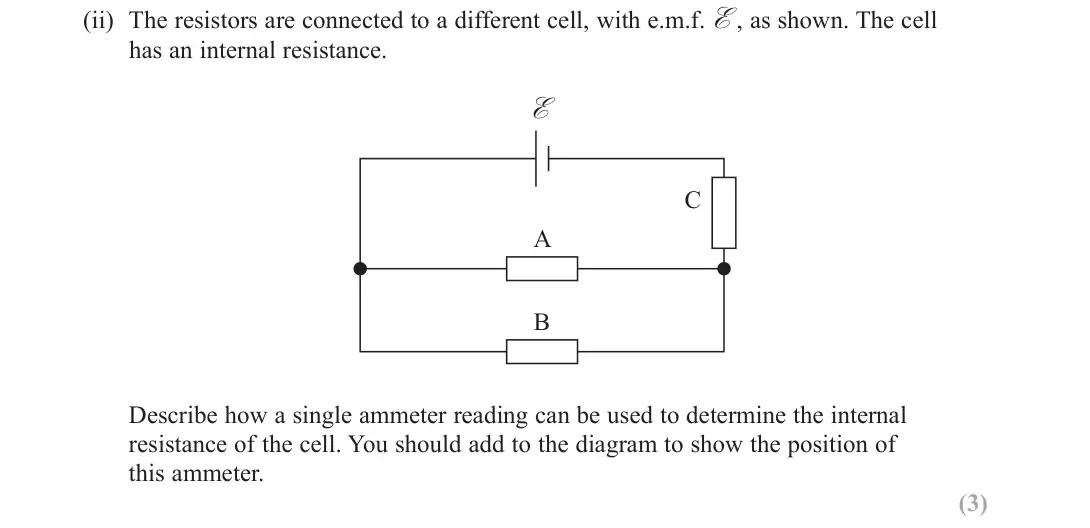 (ii) The resistors are connected to a different cell, with e.m.f. ℰ, as shown. The cell
has an internal resistance.
ℰ
C
A
B
Describe how a single ammeter reading can be used to determine the internal
resistance of the cell. You should add to the diagram to show the position of
this ammeter.
(3)